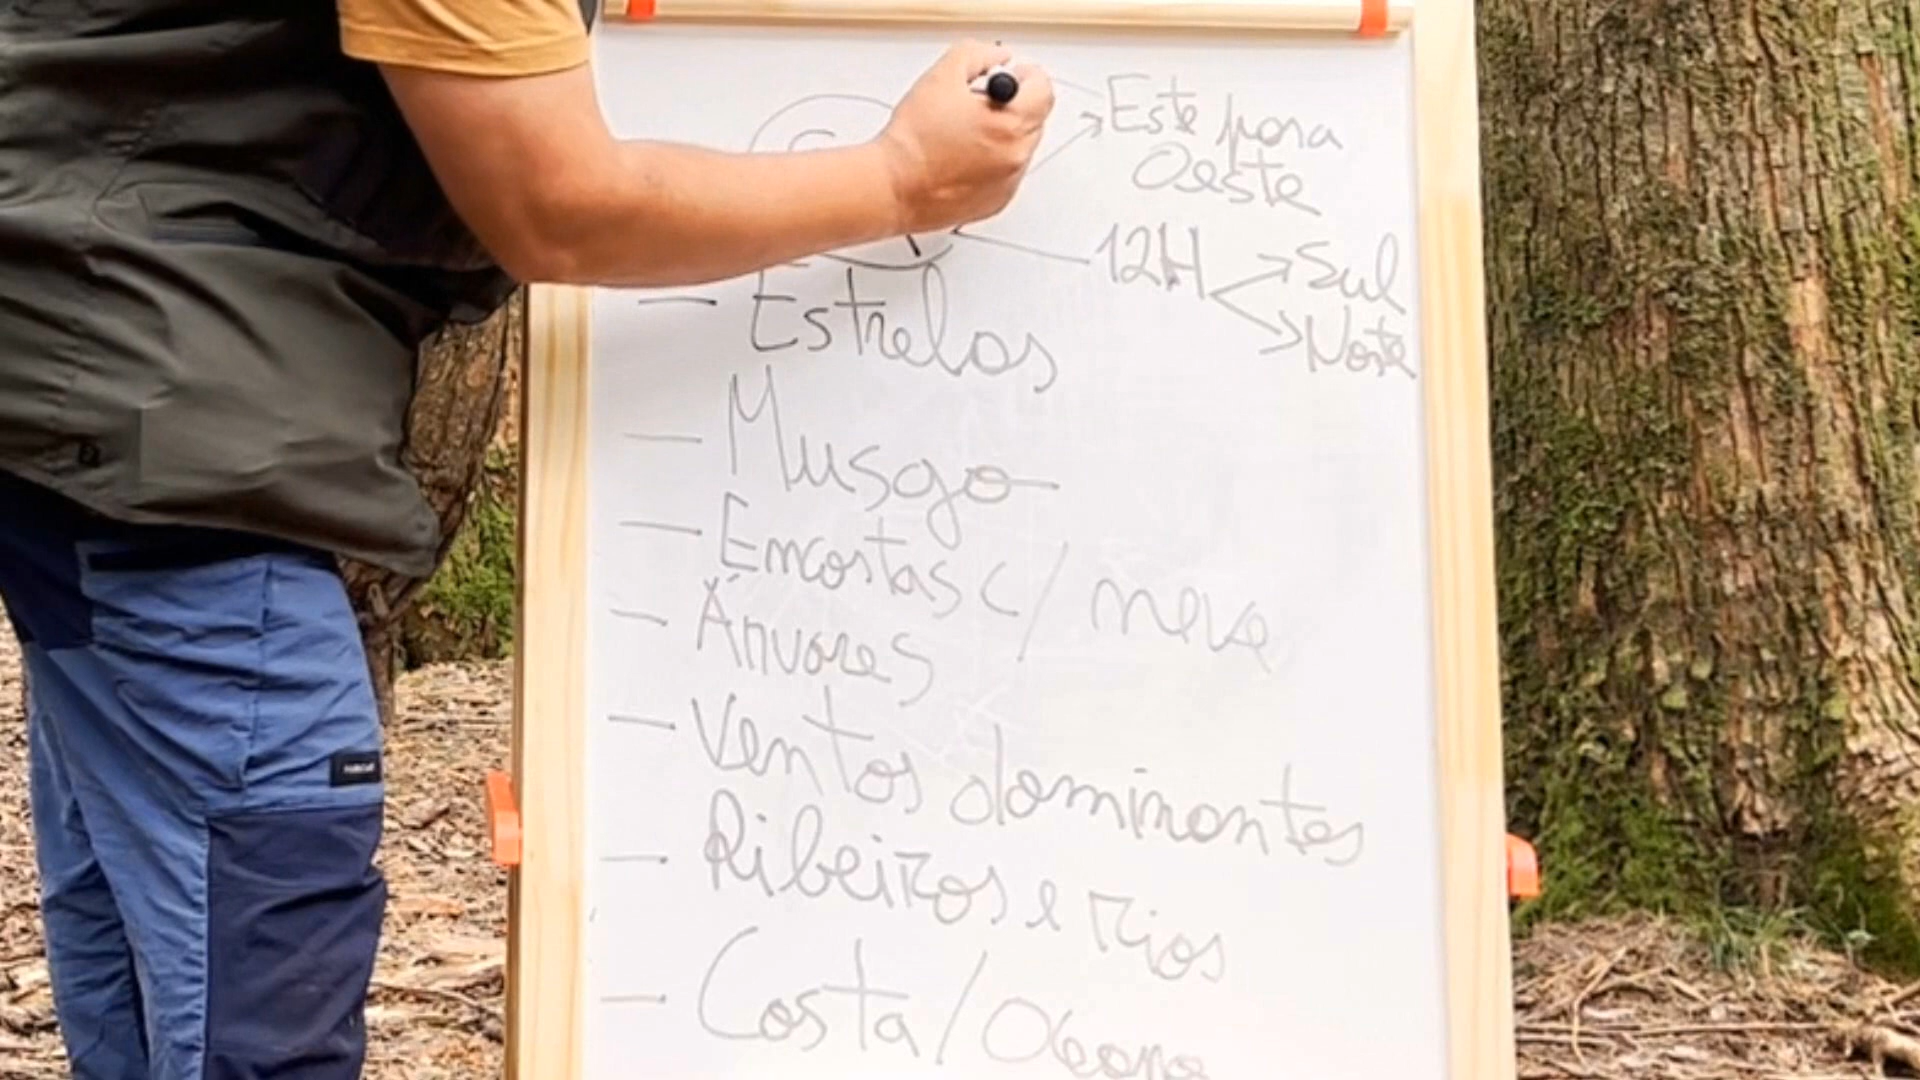 Este para
Oeste
12H
Sul
Norte
— Estrelas
— Musgo
— Encostas c/ neve
— Árvores
— Ventos dominantes
— Ribeiros e rios
— Costa / Oceano